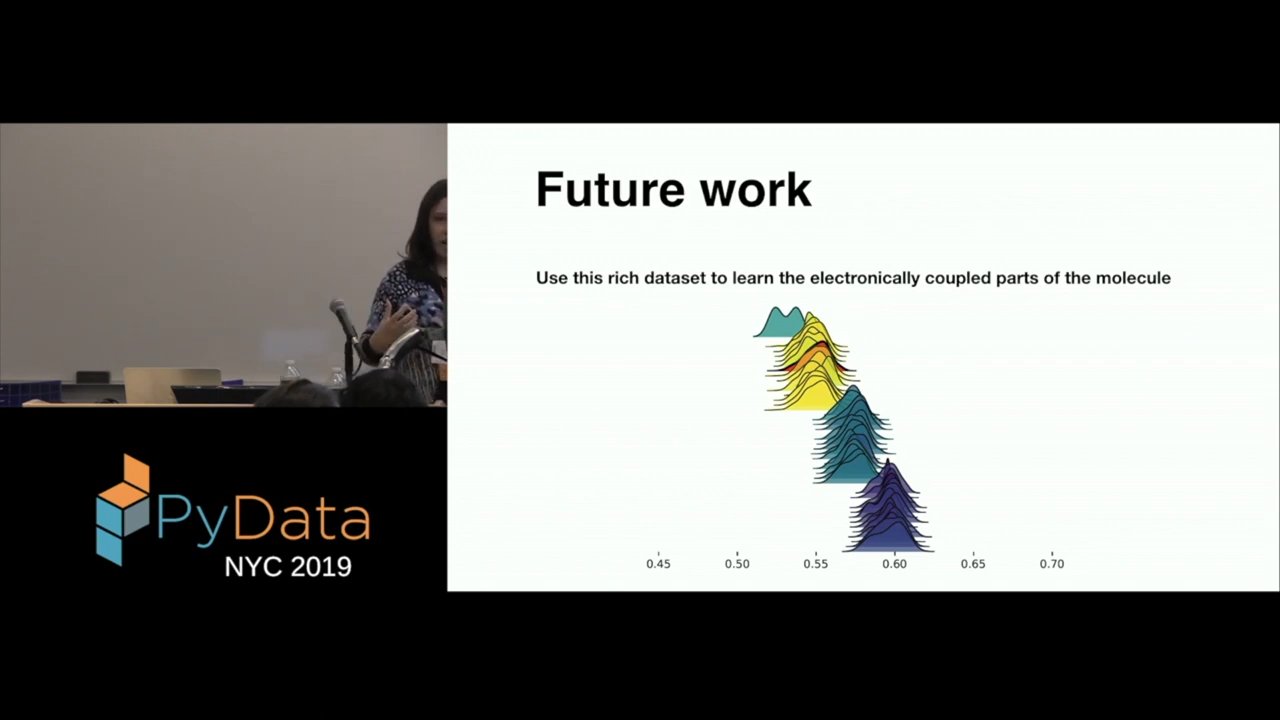 Future work
Use this rich dataset to learn the electronically coupled parts of the molecule
0.45 0.50 0.55 0.60 0.65 0.70
PyData
NYC 2019